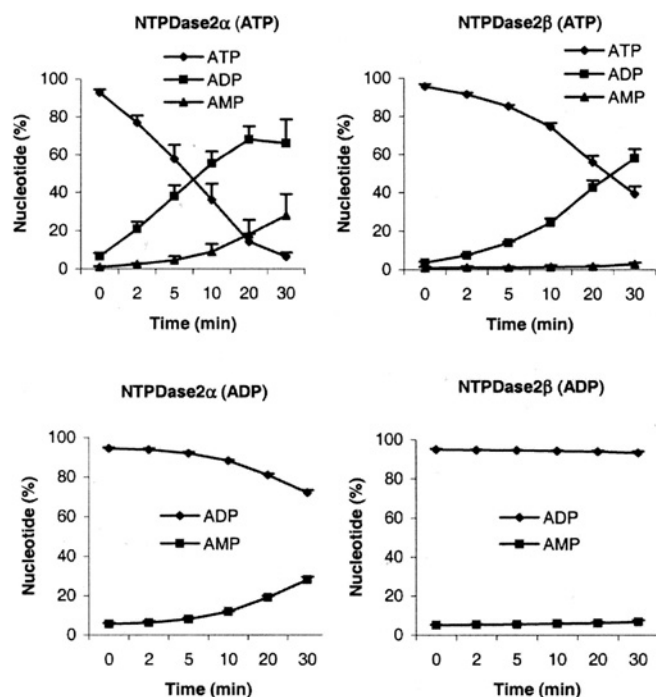 NTPDase2α (ATP)
ATP
ADP
AMP
Nucleotide (%)
100
80
60
40
20
0
0 2 5 10 20 30
Time (min)
NTPDase2β (ATP)
ATP
ADP
AMP
Nucleotide (%)
100
80
60
40
20
0
0 2 5 10 20 30
Time (min)
NTPDase2α (ADP)
ADP
AMP
Nucleotide (%)
100
80
60
40
20
0
0 2 5 10 20 30
Time (min)
NTPDase2β (ADP)
ADP
AMP
Nucleotide (%)
100
80
60
40
20
0
0 2 5 10 20 30
Time (min)